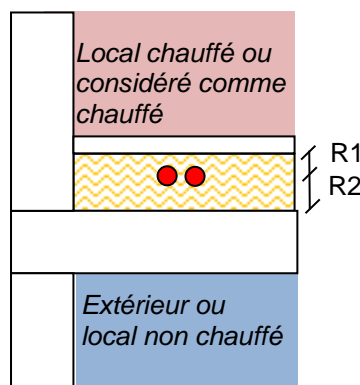 Local chauffé ou
considéré comme
chauffé
R1
R2
Extérieur ou
local non chauffé